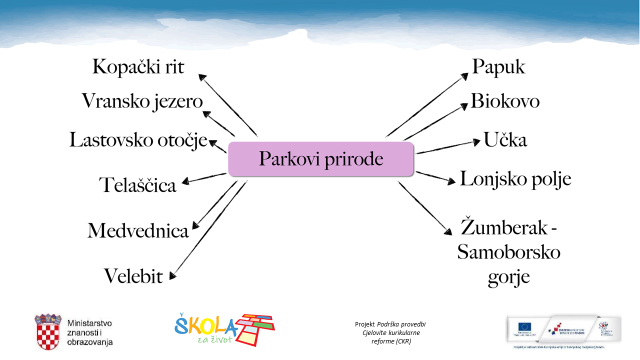 Kopački rit
Vransko jezero
Lastovsko otočje
Telašćica
Medvednica
Velebit
Parkovi prirode
Papuk
Biokovo
Učka
Lonjsko polje
Žumberak -
Samoborsko
gorje
Ministarstvo
znanosti i
obrazovanja
ŠKOLA
za život
Projekt Podrška provedbi
Cjelovite kurikularne
reforme (CKR)